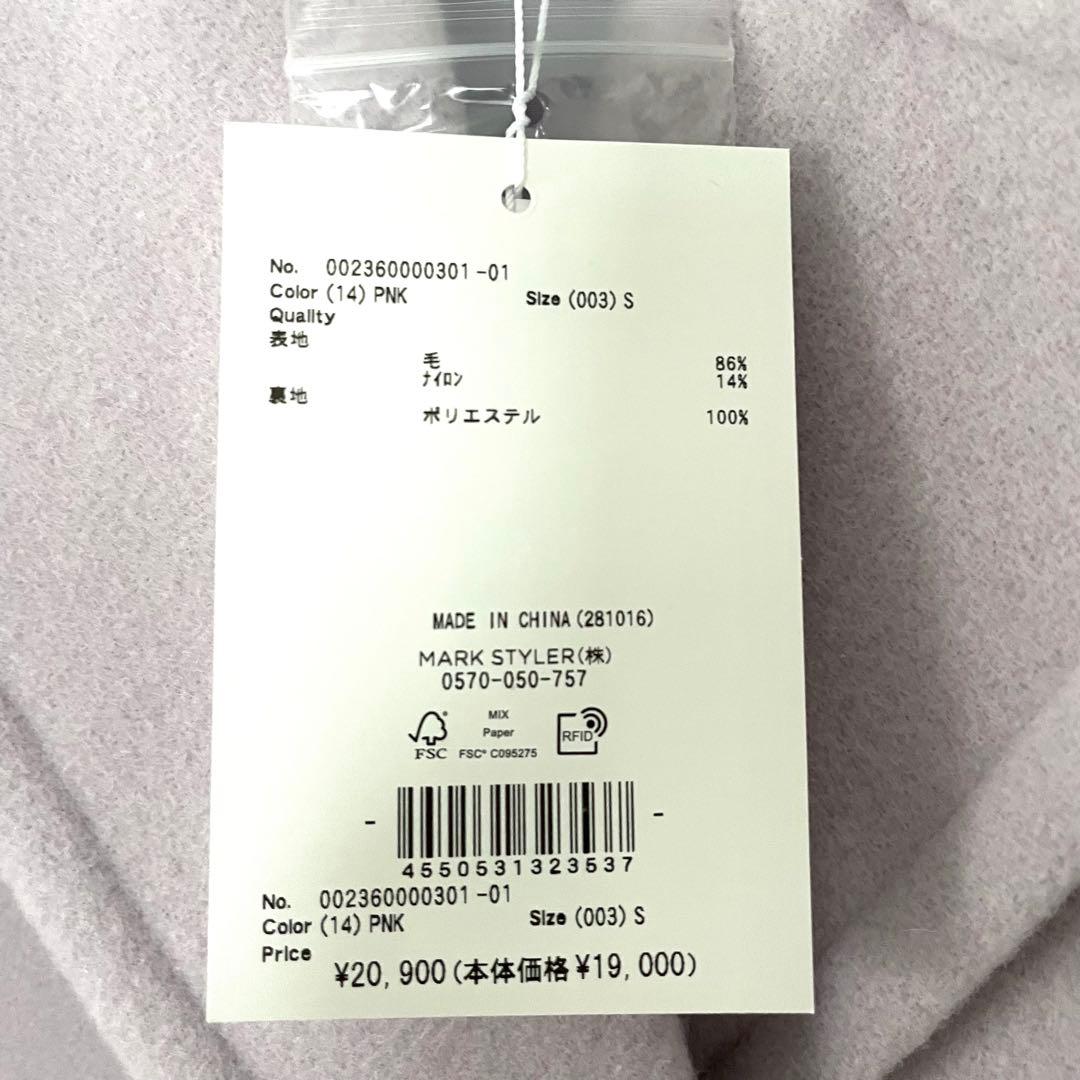 No. 002360000301-01
Color (14) PNK Size (003) S
Quality
表地
毛 86%
ナイロン 14%
裏地
ポリエステル 100%
MADE IN CHINA (281016)
MARK STYLER(株)
0570-050-757
FSC MIX Paper FSC® C095275 RFID
- 4550531323537 -
No. 002360000301-01
Color (14) PNK Size (003) S
Price
¥20,900(本体価格¥19,000)